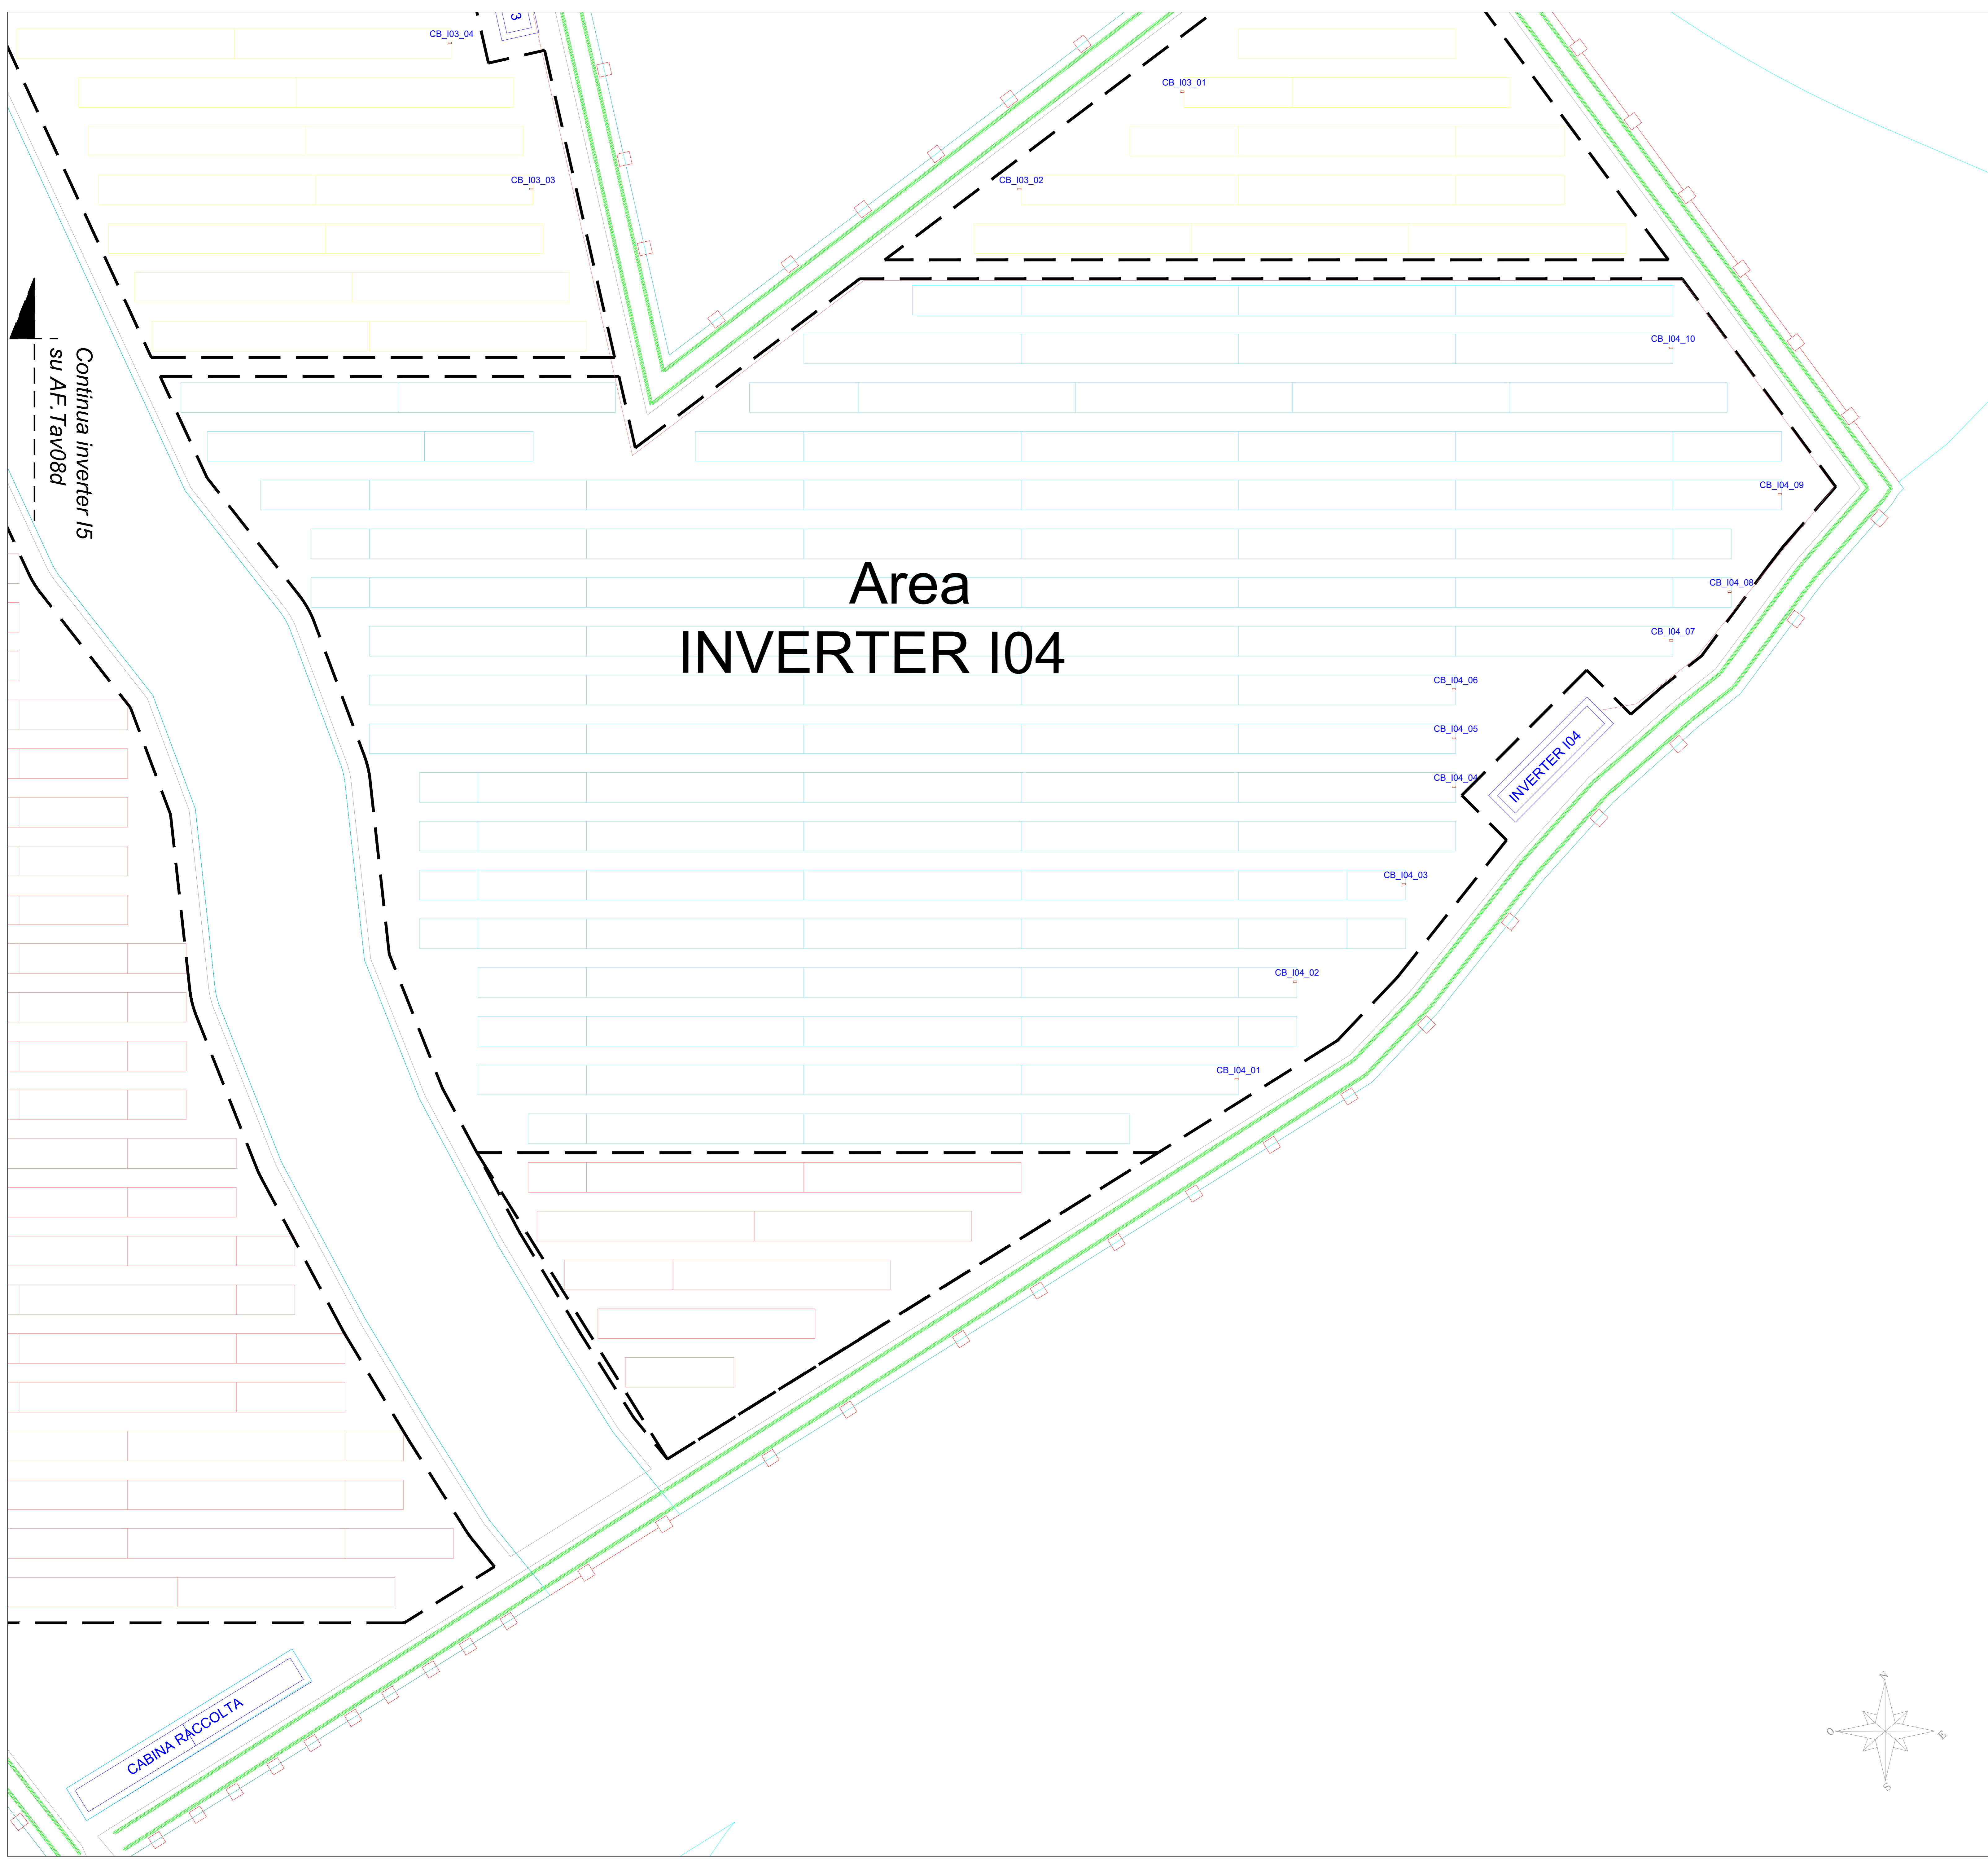 3
CB_I03_04
CB_I03_01
CB_I03_03
CB_I03_02
CB_I04_10
Continua inverter I5
su AF.Tav08d
CB_I04_09
Area
INVERTER I04
CB_I04_08
CB_I04_07
CB_I04_06
CB_I04_05
INVERTER I04
CB_I04_04
CB_I04_03
CB_I04_02
CB_I04_01
CABINA RACCOLTA
N
O
E
S